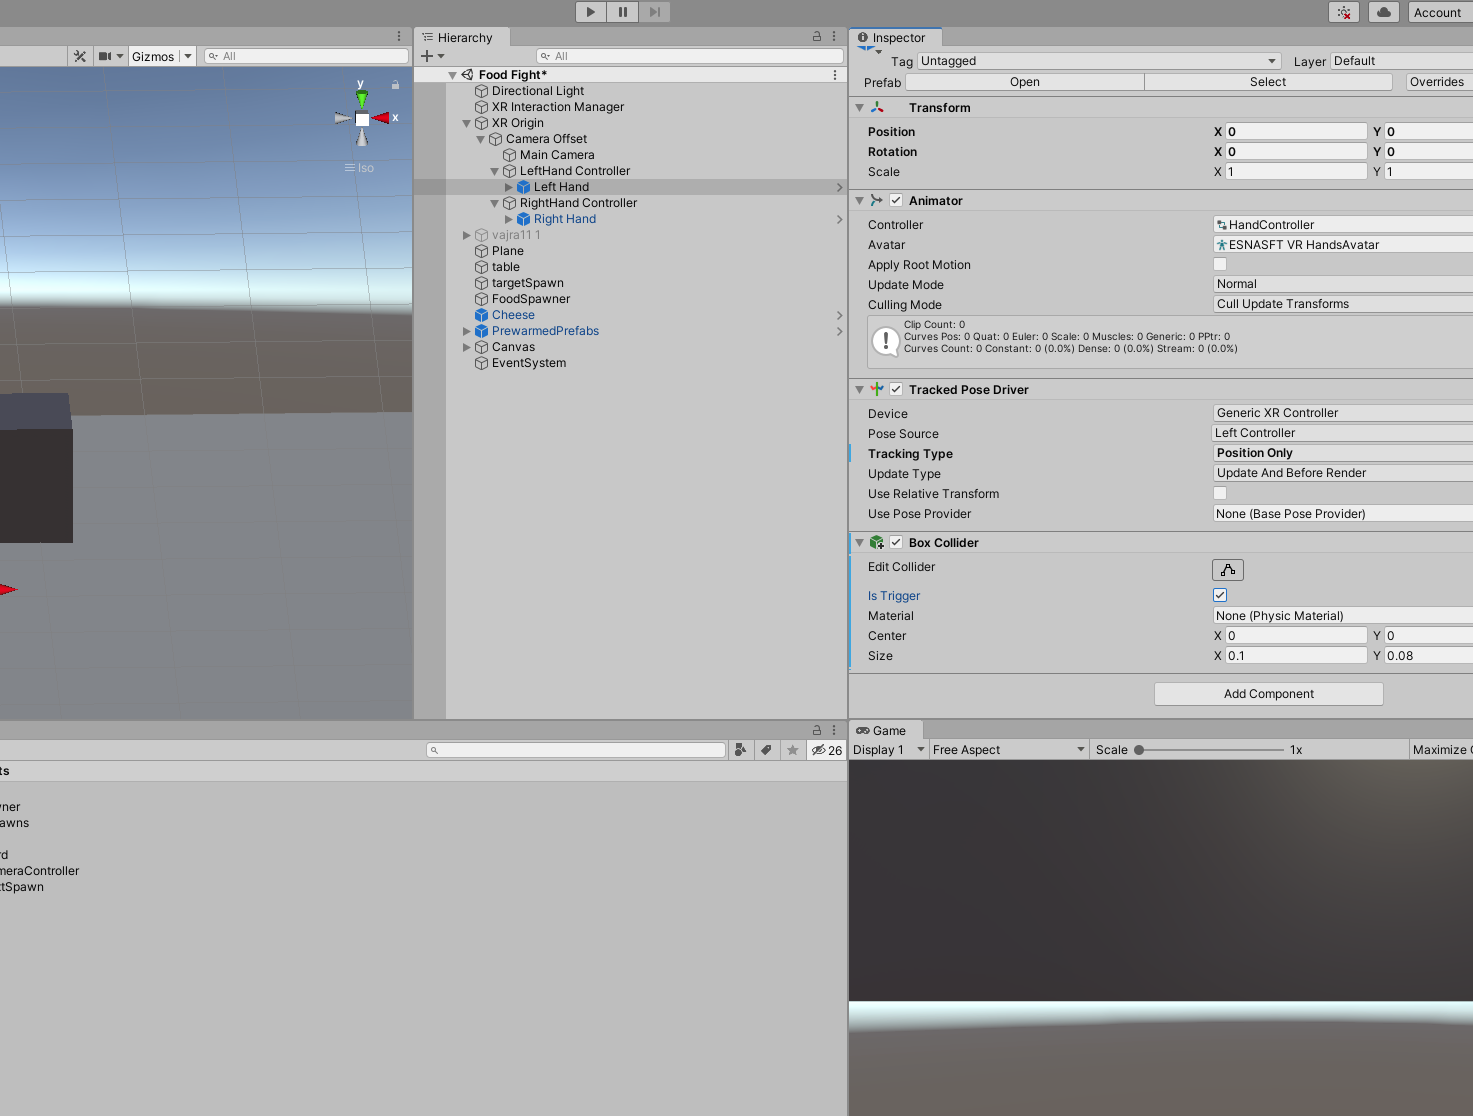 Account
Gizmos
All
y
x
Iso
Hierarchy
All
Food Fight*
Directional Light
XR Interaction Manager
XR Origin
Camera Offset
Main Camera
LeftHand Controller
Left Hand
RightHand Controller
Right Hand
vajra11 1
Plane
table
targetSpawn
FoodSpawner
Cheese
PrewarmedPrefabs
Canvas
EventSystem
Inspector
Tag Untagged Layer Default
Prefab Open Select Overrides
Transform
Position X 0 Y 0
Rotation X 0 Y 0
Scale X 1 Y 1
Animator
Controller HandController
Avatar ESNASFT VR HandsAvatar
Apply Root Motion
Update Mode Normal
Culling Mode Cull Update Transforms
Clip Count: 0
Curves Pos: 0 Quat: 0 Euler: 0 Scale: 0 Muscles: 0 Generic: 0 PPtr: 0
Curves Count: 0 Constant: 0 (0.0%) Dense: 0 (0.0%) Stream: 0 (0.0%)
Tracked Pose Driver
Device Generic XR Controller
Pose Source Left Controller
Tracking Type Position Only
Update Type Update And Before Render
Use Relative Transform
Use Pose Provider None (Base Pose Provider)
Box Collider
Edit Collider
Is Trigger
Material None (Physic Material)
Center X 0 Y 0
Size X 0.1 Y 0.08
Add Component
26
ts
vner
awns
rd
meraController
tSpawn
Game
Display 1 Free Aspect Scale 1x Maximize